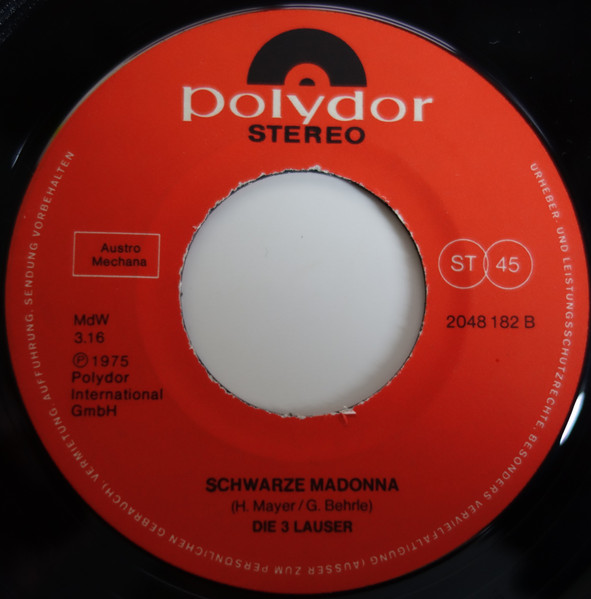 polydor
STEREO
Austro
Mechana
ST 45
MdW
3.16
℗ 1975
Polydor
International
GmbH
2048 182 B
SCHWARZE MADONNA
(H. Mayer/G. Behrle)
DIE 3 LAUSER
URHEBER- UND LEISTUNGSSCHUTZRECHTE, BESONDERS VERVIELFÄLTIGUNG (AUSSER ZUM PERSÖNLICHEN GEBRAUCH), VERMIETUNG, AUFFÜHRUNG, SENDUNG VORBEHALTEN